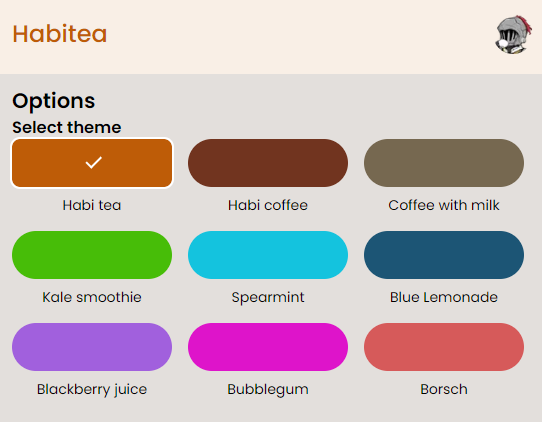 Habitea
Options
Select theme
Habi tea
Habi coffee
Coffee with milk
Kale smoothie
Spearmint
Blue Lemonade
Blackberry juice
Bubblegum
Borsch